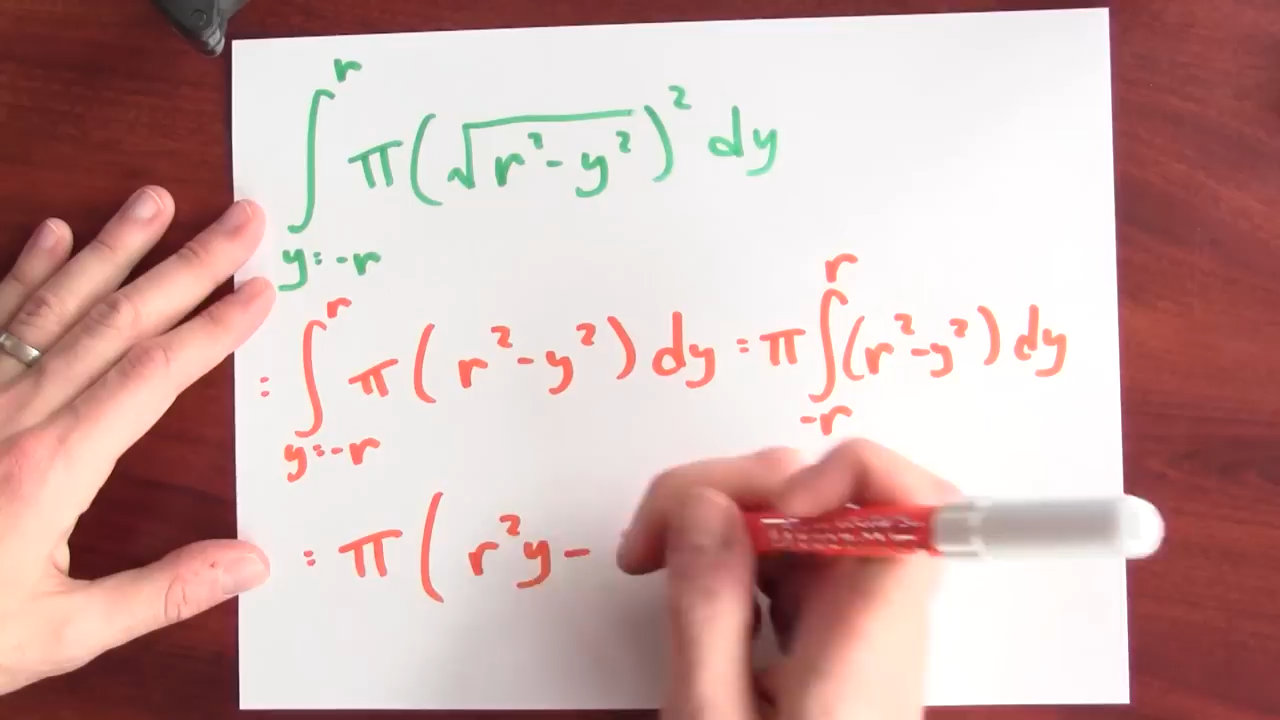 ∫_{y=-r}^{r} π(√(r²-y²))² dy
= ∫_{y=-r}^{r} π(r²-y²) dy = π ∫_{-r}^{r} (r²-y²) dy
= π( r²y -